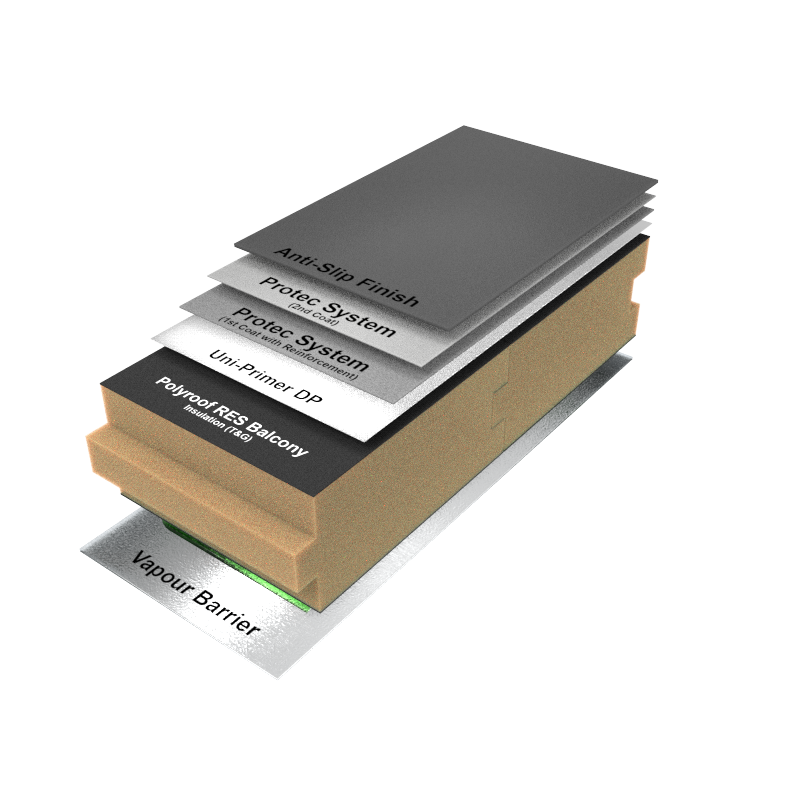 Anti-Slip Finish
Protec System
(2nd Coat)
Protec System
(1st Coat with Reinforcement)
Uni-Primer DP
Polyroof RES Balcony
Insulation (T&G)
Vapour Barrier